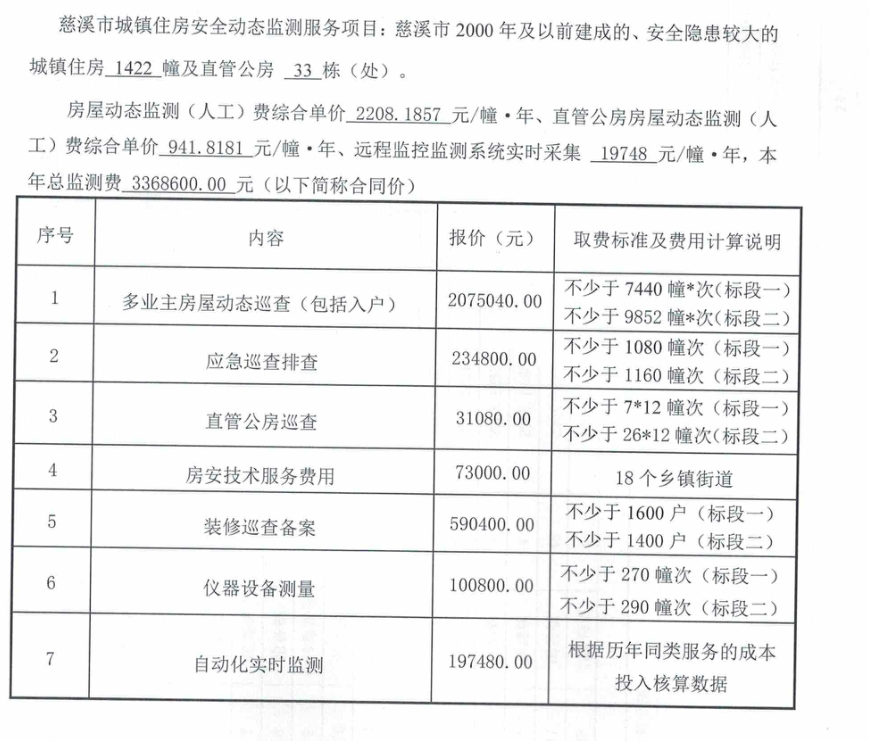 慈溪市城镇住房安全动态监测服务项目：慈溪市 2000 年及以前建成的、安全隐患较大的
城镇住房 1422 幢及直管公房 33 栋（处）。
房屋动态监测（人工）费综合单价 2208.1857 元/幢·年、直管公房房屋动态监测（人
工）费综合单价 941.8181 元/幢·年、远程监控监测系统实时采集 19748 元/幢·年，本
年总监测费 3368600.00 元（以下简称合同价）
序号 内容 报价（元） 取费标准及费用计算说明
1 多业主房屋动态巡查（包括入户） 2075040.00 不少于 7440 幢*次（标段一）
不少于 9852 幢*次（标段二）
2 应急巡查排查 234800.00 不少于 1080 幢次（标段一）
不少于 1160 幢次（标段二）
3 直管公房巡查 31080.00 不少于 7*12 幢次（标段一）
不少于 26*12 幢次（标段二）
4 房安技术服务费用 73000.00 18 个乡镇街道
5 装修巡查备案 590400.00 不少于 1600 户（标段一）
不少于 1400 户（标段二）
6 仪器设备测量 100800.00 不少于 270 幢次（标段一）
不少于 290 幢次（标段二）
7 自动化实时监测 197480.00 根据历年同类服务的成本
投入核算数据